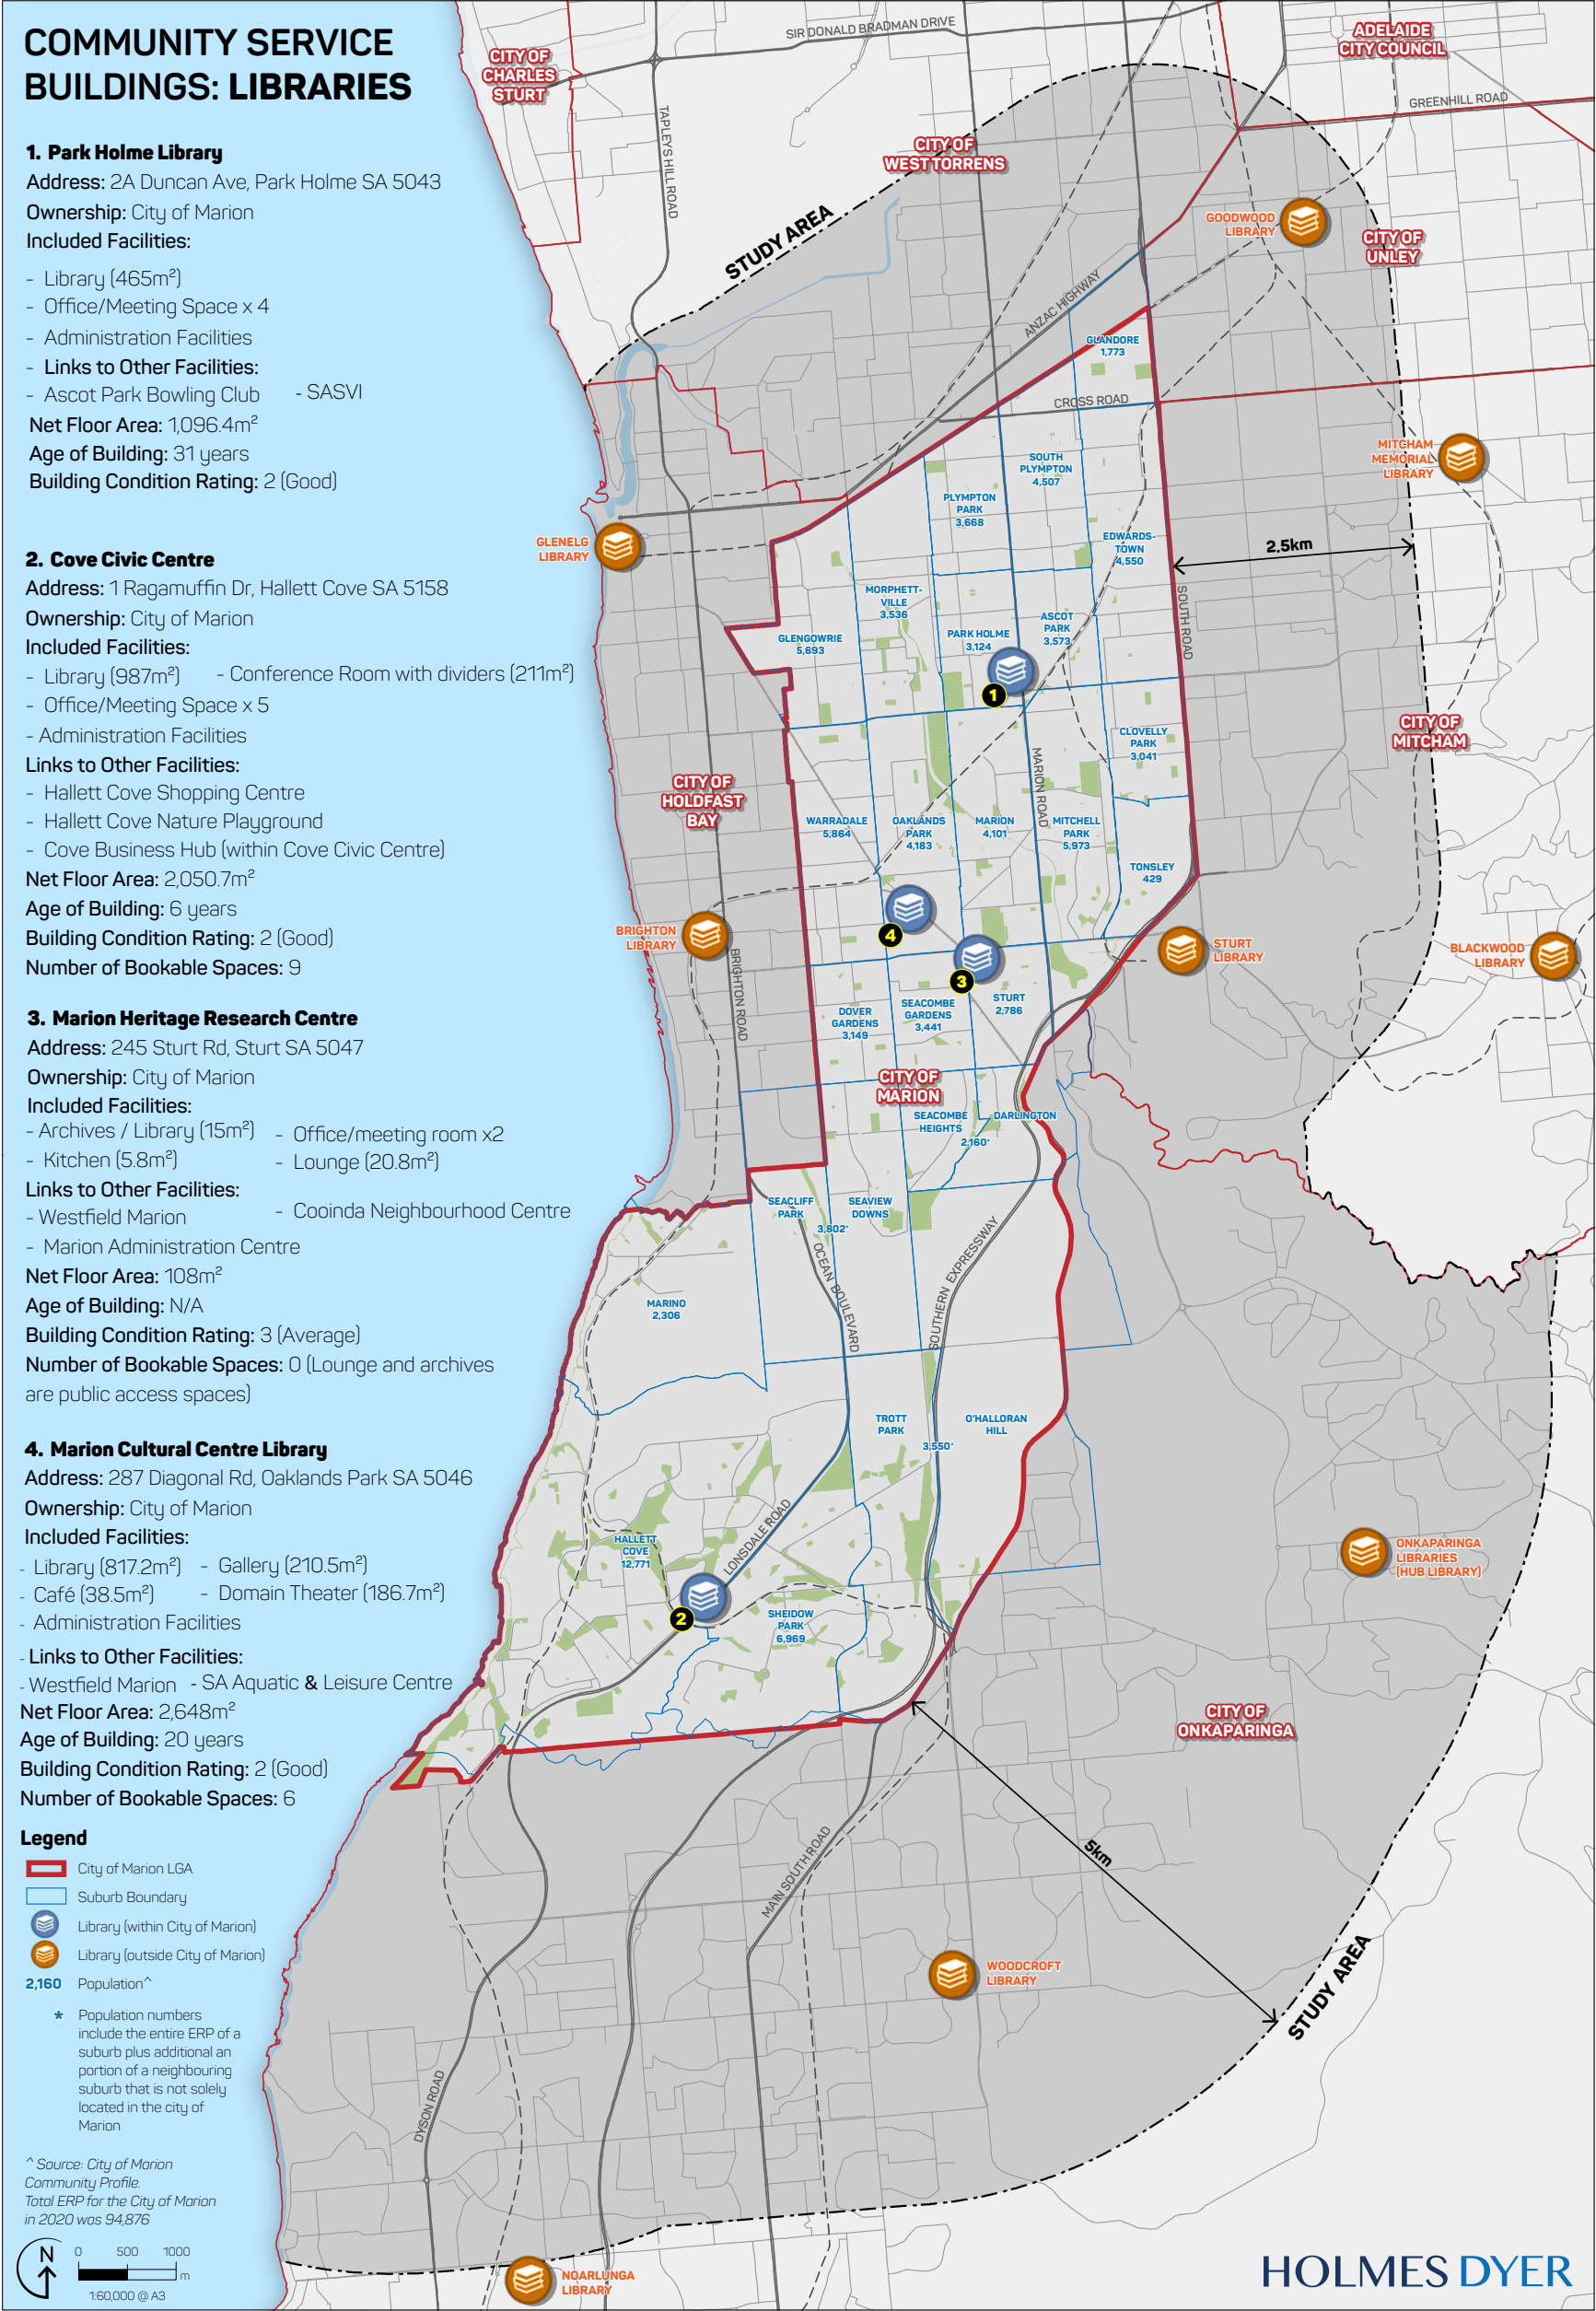 COMMUNITY SERVICE
BUILDINGS: LIBRARIES
1. Park Holme Library
Address: 2A Duncan Ave, Park Holme SA 5043
Ownership: City of Marion
Included Facilities:
- Library (465m²)
- Office/Meeting Space x 4
- Administration Facilities
- Links to Other Facilities:
- Ascot Park Bowling Club - SASVI
Net Floor Area: 1,096.4m²
Age of Building: 31 years
Building Condition Rating: 2 (Good)
2. Cove Civic Centre
Address: 1 Ragamuffin Dr, Hallett Cove SA 5158
Ownership: City of Marion
Included Facilities:
- Library (987m²) - Conference Room with dividers (211m²)
- Office/Meeting Space x 5
- Administration Facilities
Links to Other Facilities:
- Hallett Cove Shopping Centre
- Hallett Cove Nature Playground
- Cove Business Hub (within Cove Civic Centre)
Net Floor Area: 2,050.7m²
Age of Building: 6 years
Building Condition Rating: 2 (Good)
Number of Bookable Spaces: 9
3. Marion Heritage Research Centre
Address: 245 Sturt Rd, Sturt SA 5047
Ownership: City of Marion
Included Facilities:
- Archives / Library (15m²) - Office/meeting room x2
- Kitchen (5.8m²) - Lounge (20.8m²)
Links to Other Facilities:
- Westfield Marion - Cooinda Neighbourhood Centre
- Marion Administration Centre
Net Floor Area: 108m²
Age of Building: N/A
Building Condition Rating: 3 (Average)
Number of Bookable Spaces: 0 (Lounge and archives
are public access spaces)
4. Marion Cultural Centre Library
Address: 287 Diagonal Rd, Oaklands Park SA 5046
Ownership: City of Marion
Included Facilities:
- Library (817.2m²) - Gallery (210.5m²)
- Café (38.5m²) - Domain Theater (186.7m²)
- Administration Facilities
- Links to Other Facilities:
- Westfield Marion - SA Aquatic & Leisure Centre
Net Floor Area: 2,648m²
Age of Building: 20 years
Building Condition Rating: 2 (Good)
Number of Bookable Spaces: 6
Legend
City of Marion LGA
Suburb Boundary
Library (within City of Marion)
Library (outside City of Marion)
2,160 Population^
* Population numbers
include the entire ERP of a
suburb plus additional an
portion of a neighbouring
suburb that is not solely
located in the city of
Marion
^ Source: City of Marion
Community Profile.
Total ERP for the City of Marion
in 2020 was 94,876
N
0 500 1000
m
1:60,000 @ A3
CITY OF
CHARLES
STURT
SIR DONALD BRADMAN DRIVE
ADELAIDE
CITY COUNCIL
GREENHILL ROAD
TAPLEYS HILL ROAD
CITY OF
WEST TORRENS
STUDY AREA
GOODWOOD
LIBRARY
CITY OF
UNLEY
ANZAC HIGHWAY
GLANDORE
1,773
CROSS ROAD
MITCHAM
MEMORIAL
LIBRARY
SOUTH
PLYMPTON
4,507
PLYMPTON
PARK
3,668
EDWARDS-
TOWN
4,550
2.5km
GLENELG
LIBRARY
MORPHETT-
VILLE
3,536
SOUTH ROAD
GLENGOWRIE
5,693
PARK HOLME
3,124
ASCOT
PARK
3,573
1
CITY OF
MITCHAM
CLOVELLY
PARK
3,041
MARION ROAD
CITY OF
HOLDFAST
BAY
WARRADALE
5,864
OAKLANDS
PARK
4,183
MARION
4,101
MITCHELL
PARK
5,973
TONSLEY
429
BRIGHTON
LIBRARY
4
STURT
LIBRARY
BLACKWOOD
LIBRARY
BRIGHTON ROAD
3
DOVER
GARDENS
3,149
SEACOMBE
GARDENS
3,441
STURT
2,786
CITY OF
MARION
SEACOMBE
HEIGHTS
DARLINGTON
2,160*
SEACLIFF
PARK
SEAVIEW
DOWNS
3,802*
OCEAN BOULEVARD
SOUTHERN EXPRESSWAY
MARINO
2,306
TROTT
PARK
O'HALLORAN
HILL
3,550*
LONSDALE ROAD
HALLETT
COVE
12,771
2
SHEIDOW
PARK
6,969
ONKAPARINGA
LIBRARIES
(HUB LIBRARY)
CITY OF
ONKAPARINGA
5km
MAIN SOUTH ROAD
WOODCROFT
LIBRARY
STUDY AREA
DYSON ROAD
NOARLUNGA
LIBRARY
HOLMES DYER